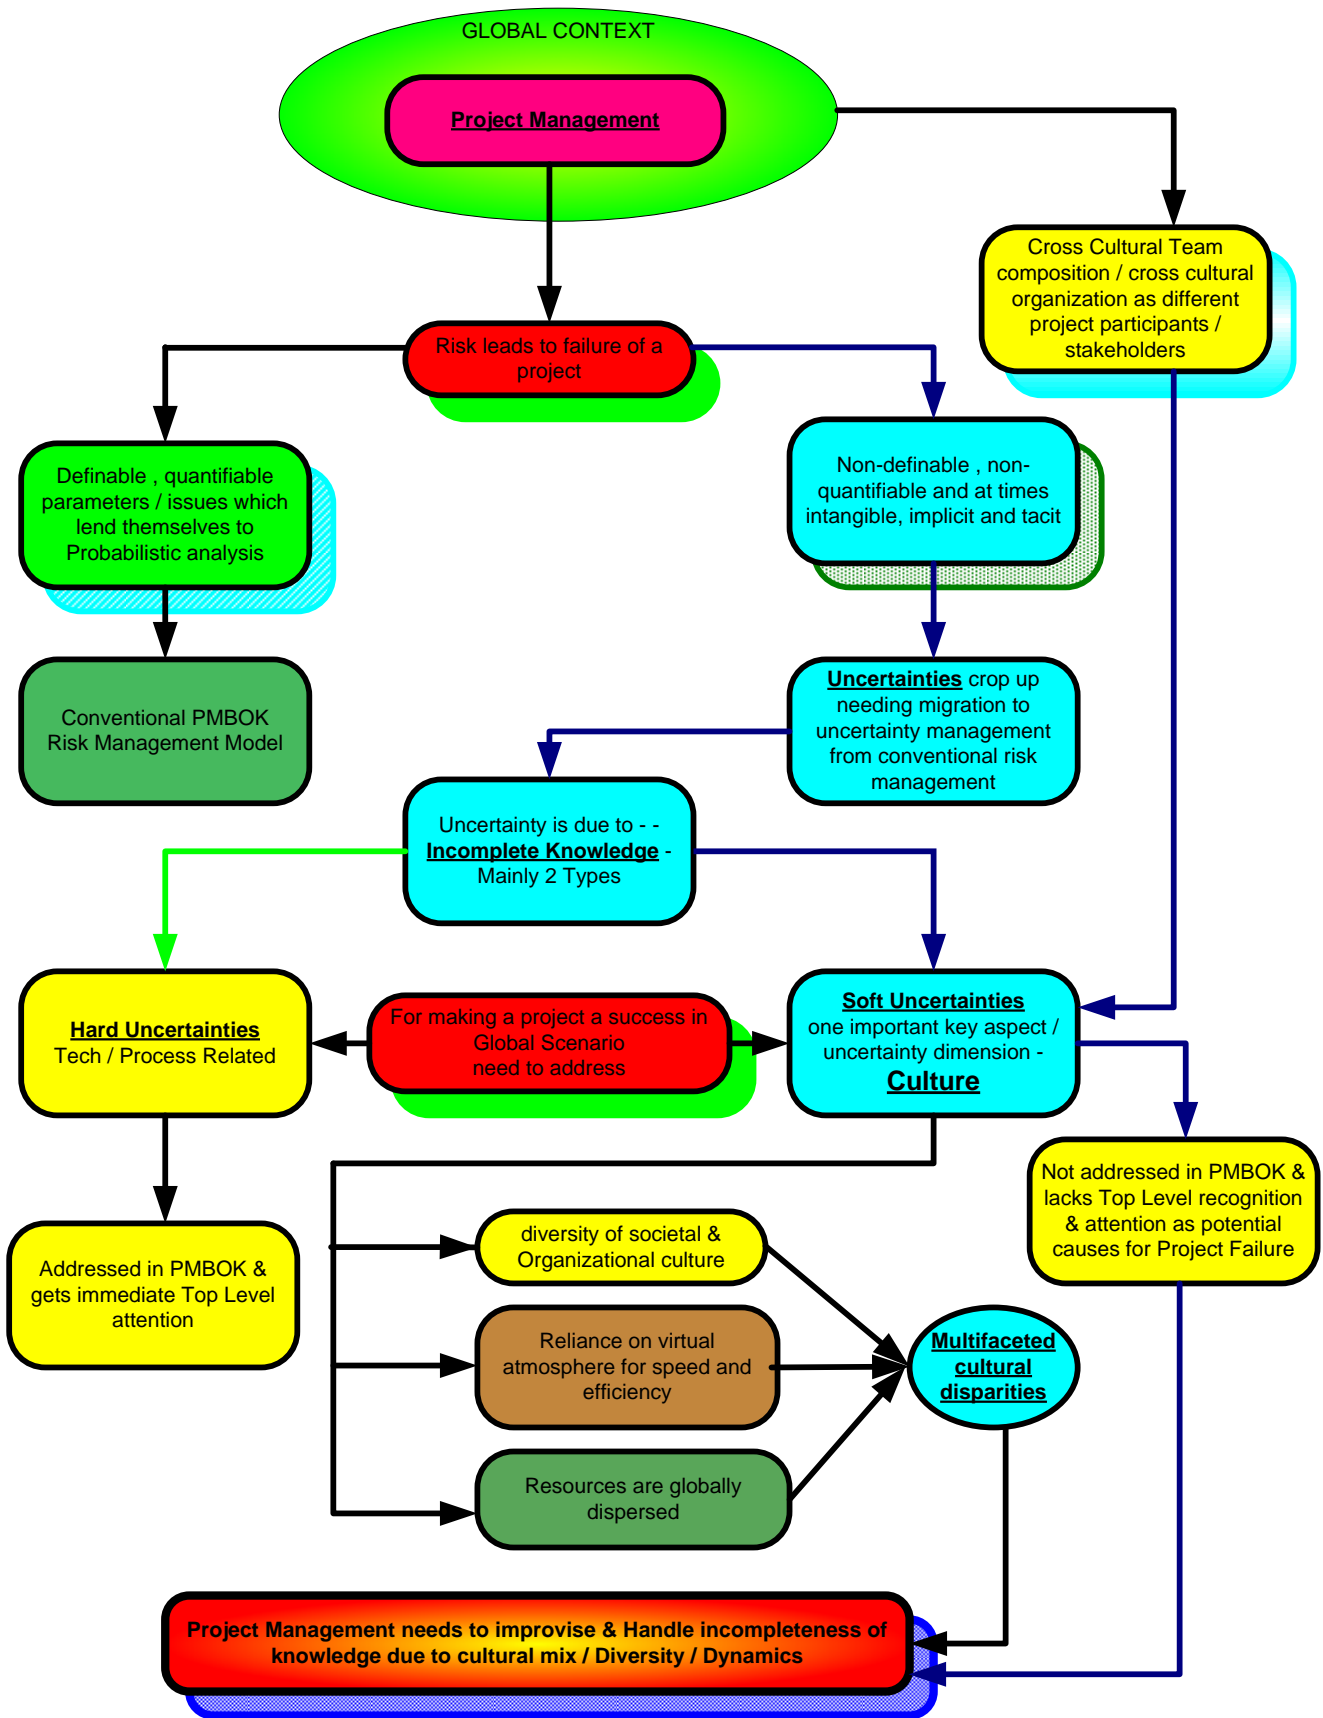 GLOBAL CONTEXT
Project Management
Cross Cultural Team
composition / cross cultural
organization as different
project participants /
stakeholders
Risk leads to failure of a
project
Definable , quantifiable
parameters / issues which
lend themselves to
Probabilistic analysis
Non-definable , non-
quantifiable and at times
intangible, implicit and tacit
Conventional PMBOK
Risk Management Model
Uncertainties crop up
needing migration to
uncertainty management
from conventional risk
management
Uncertainty is due to - -
Incomplete Knowledge -
Mainly 2 Types
Hard Uncertainties
Tech / Process Related
For making a project a success in
Global Scenario
need to address
Soft Uncertainties
one important key aspect /
uncertainty dimension -
Culture
Not addressed in PMBOK &
lacks Top Level recognition
& attention as potential
causes for Project Failure
Addressed in PMBOK &
gets immediate Top Level
attention
diversity of societal &
Organizational culture
Reliance on virtual
atmosphere for speed and
efficiency
Multifaceted
cultural
disparities
Resources are globally
dispersed
Project Management needs to improvise & Handle incompleteness of
knowledge due to cultural mix / Diversity / Dynamics